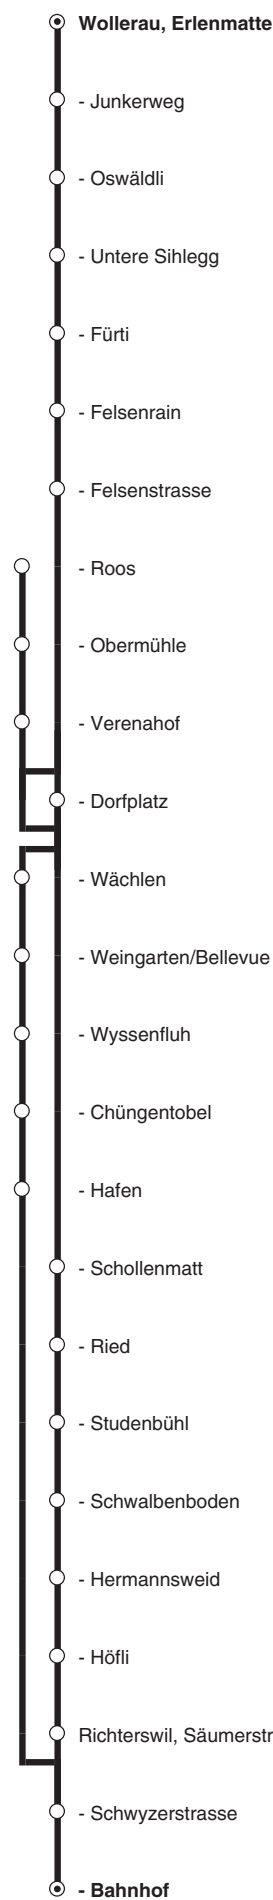 Wollerau, Erlenmatte
- Junkerweg
- Oswäldli
- Untere Sihlegg
- Fürti
- Felsenrain
- Felsenstrasse
- Roos
- Obermühle
- Verenahof
- Dorfplatz
- Wächlen
- Weingarten/Bellevue
- Wyssenfluh
- Chüngentobel
- Hafen
- Schollenmatt
- Ried
- Studenbühl
- Schwalbenboden
- Hermannsweid
- Höfli
Richterswil, Säumerstr
- Schwyzerstrasse
- Bahnhof